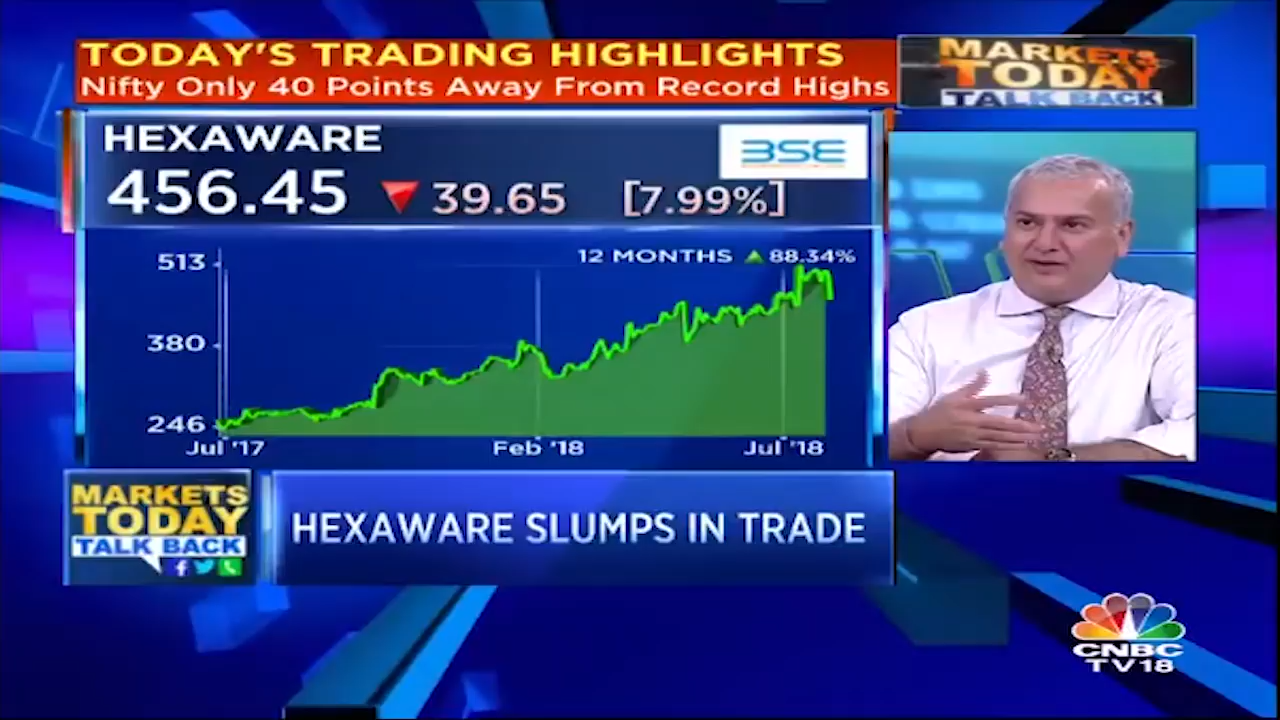 TODAY'S TRADING HIGHLIGHTS
Nifty Only 40 Points Away From Record Highs
MARKETS
TODAY
TALK BACK
HEXAWARE
BSE
456.45 ▼ 39.65 [7.99%]
12 MONTHS ▲ 88.34%
513
380
246
Jul '17 Feb '18 Jul '18
MARKETS
TODAY
TALK BACK
HEXAWARE SLUMPS IN TRADE
CNBC
TV18